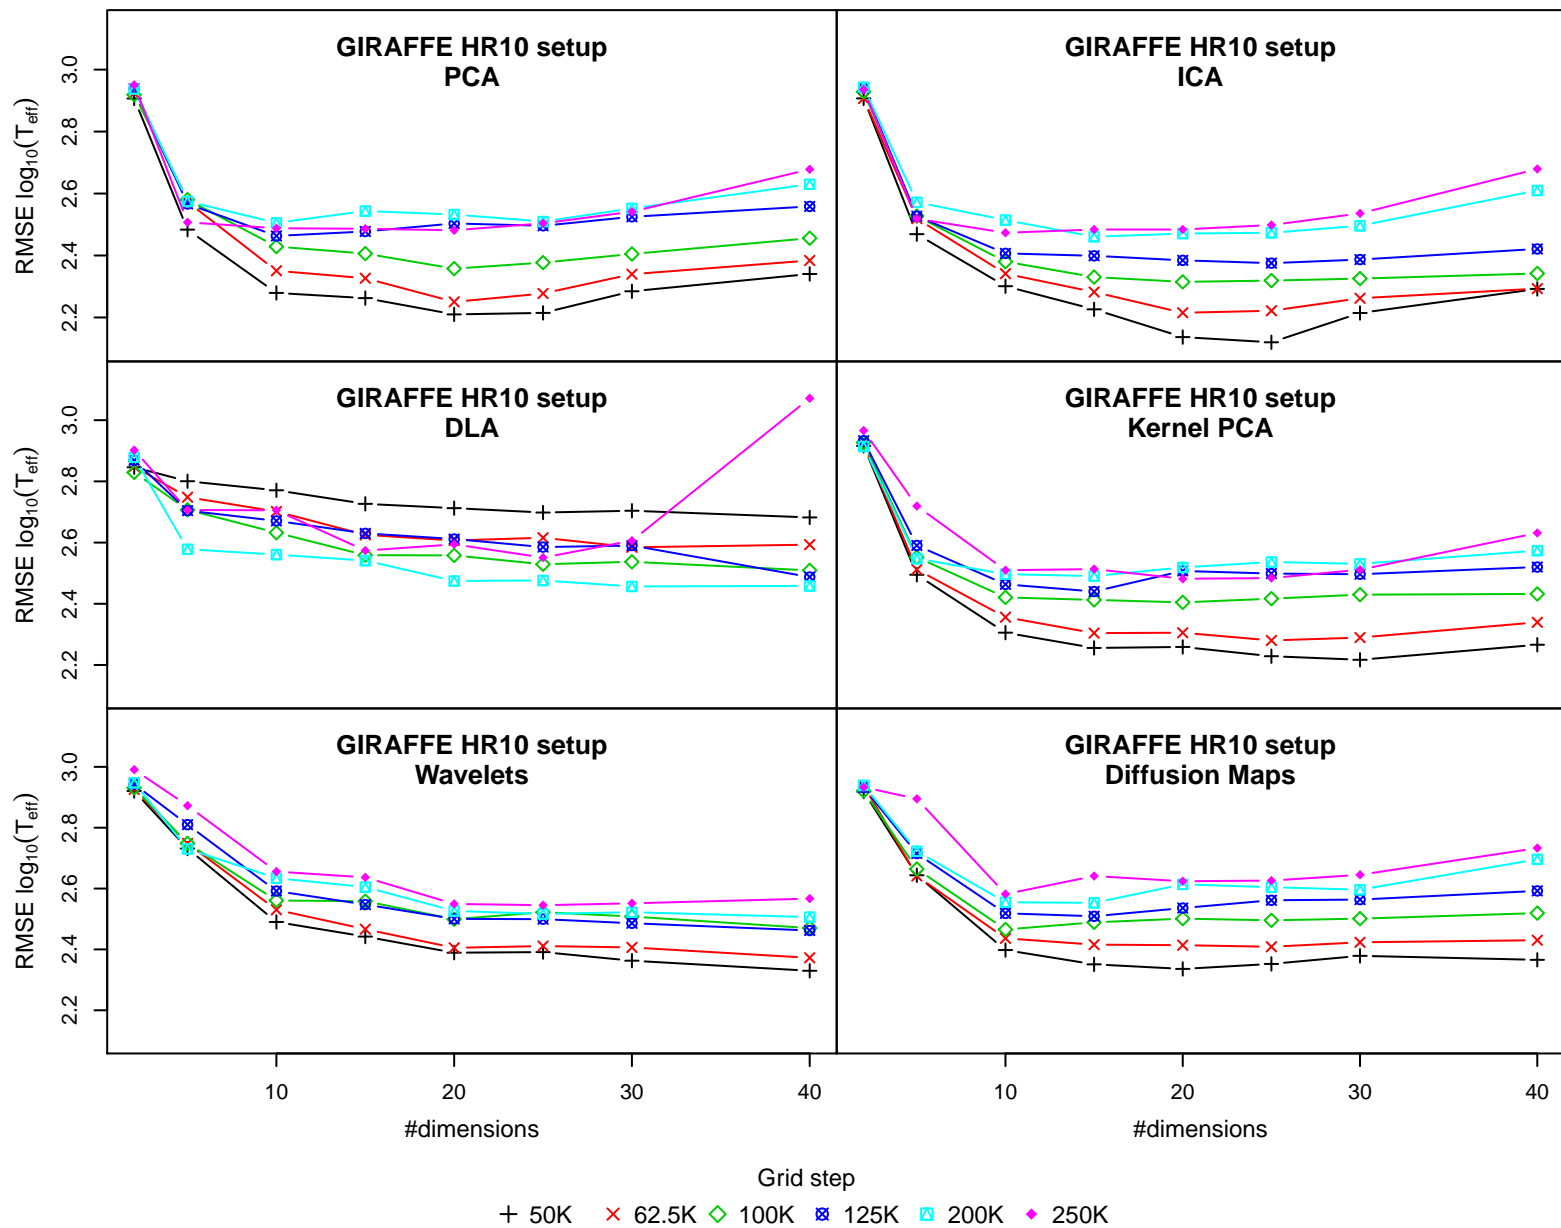 GIRAFFE HR10 setup
PCA
GIRAFFE HR10 setup
ICA
RMSE log₁₀(T_eff)
3.0
2.8
2.6
2.4
2.2
GIRAFFE HR10 setup
DLA
GIRAFFE HR10 setup
Kernel PCA
RMSE log₁₀(T_eff)
3.0
2.8
2.6
2.4
2.2
GIRAFFE HR10 setup
Wavelets
GIRAFFE HR10 setup
Diffusion Maps
RMSE log₁₀(T_eff)
3.0
2.8
2.6
2.4
2.2
10 20 30 40
10 20 30 40
#dimensions
#dimensions
Grid step
50K 62.5K 100K 125K 200K 250K